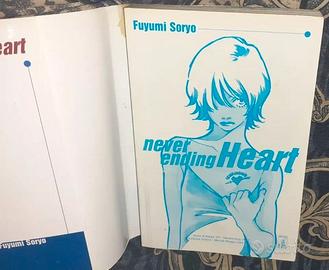 eart
Fuyumi Soryo
Fuyumi Soryo
never
ending Heart